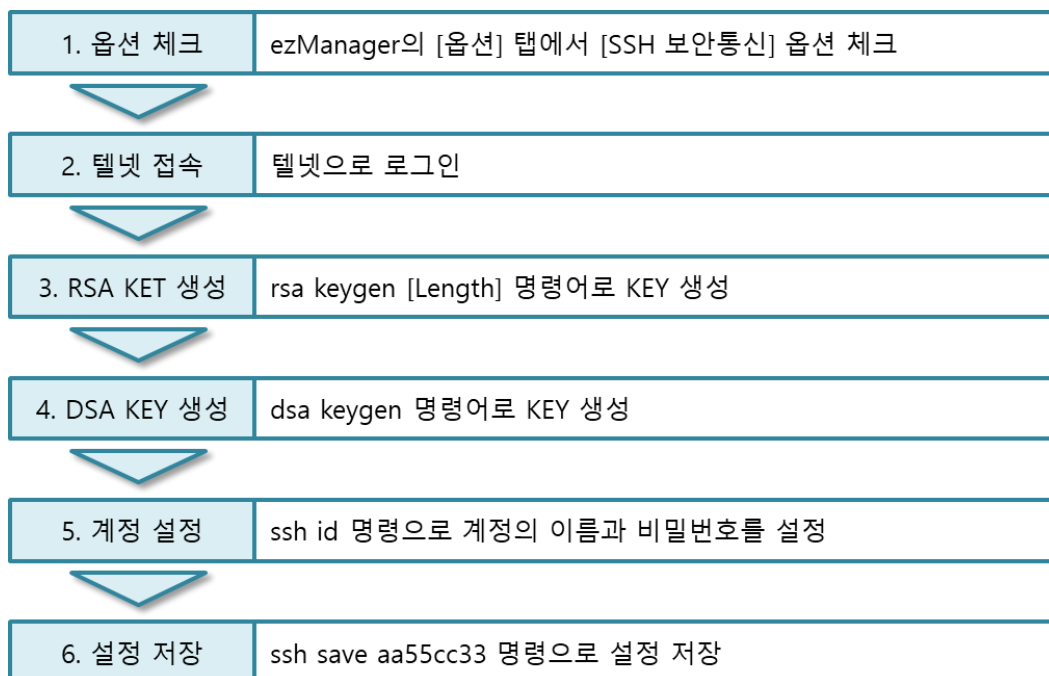 1. 옵션 체크
ezManager의 [옵션] 탭에서 [SSH 보안통신] 옵션 체크
2. 텔넷 접속
텔넷으로 로그인
3. RSA KET 생성
rsa keygen [Length] 명령어로 KEY 생성
4. DSA KEY 생성
dsa keygen 명령어로 KEY 생성
5. 계정 설정
ssh id 명령으로 계정의 이름과 비밀번호를 설정
6. 설정 저장
ssh save aa55cc33 명령으로 설정 저장